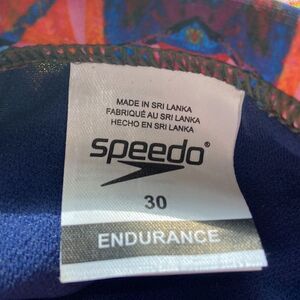 MADE IN SRI LANKA
FABRIQUÉ AU SRI LANKA
HECHO EN SRI LANKA
speedo®
30
ENDURANCE